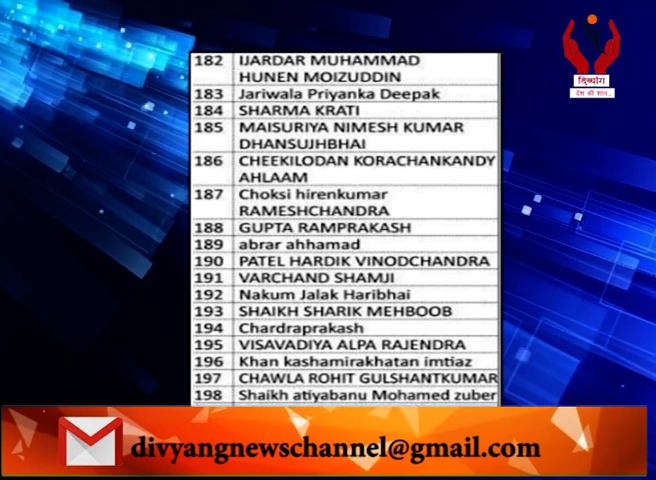 दिव्यांग
देश की शान..
182 IJARDAR MUHAMMAD
HUNEN MOIZUDDIN
183 Jariwala Priyanka Deepak
184 SHARMA KRATI
185 MAISURIYA NIMESH KUMAR
DHANSUJHBHAI
186 CHEEKILODAN KORACHANKANDY
AHLAAM
187 Choksi hirenkumar
RAMESHCHANDRA
188 GUPTA RAMPRAKASH
189 abrar ahhamad
190 PATEL HARDIK VINODCHANDRA
191 VARCHAND SHAMJI
192 Nakum Jalak Haribhai
193 SHAIKH SHARIK MEHBOOB
194 Chardraprakash
195 VISAVADIYA ALPA RAJENDRA
196 Khan kashamirakhatan imtiaz
197 CHAWLA ROHIT GULSHANTKUMAR
198 Shaikh atiyabanu Mohamed zuber
divyangnewschannel@gmail.com